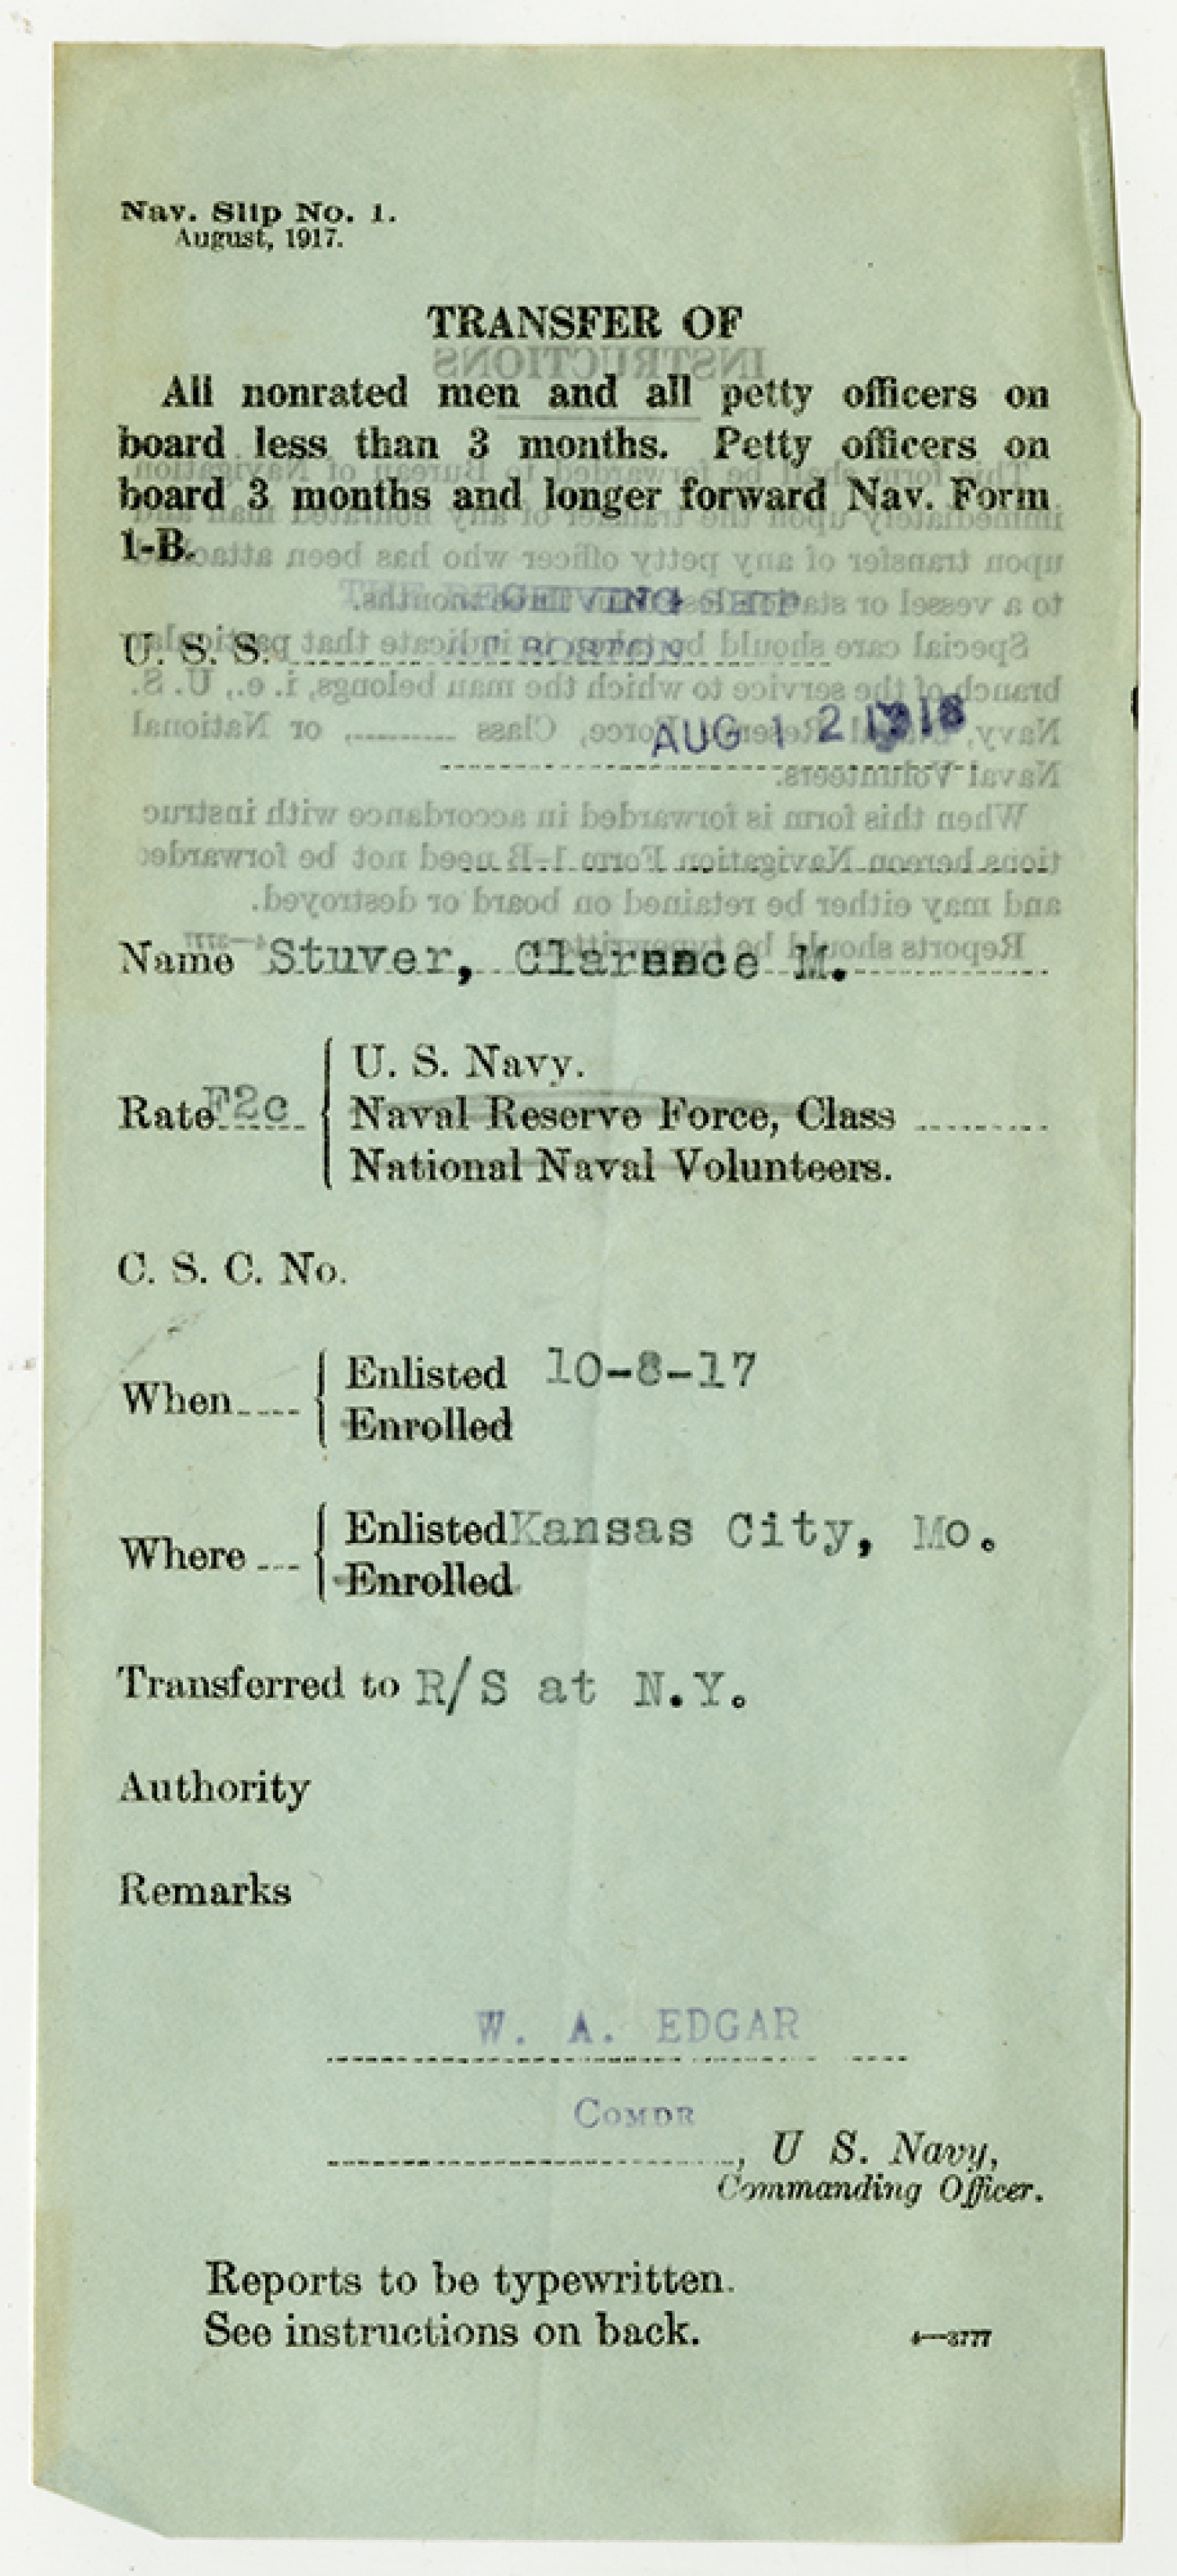 Nav. Slip No. 1.
August, 1917.
TRANSFER OF
All nonrated men and all petty officers on
board less than 3 months. Petty officers on
board 3 months and longer forward Nav. Form
1-B.
THE RECEIVING SHIP
U. S. S. AT BOSTON
AUG 12 1918
Name Stuver, Clarence M.
U. S. Navy.
Rate F2c Naval Reserve Force, Class
National Naval Volunteers.
C. S. C. No.
Enlisted 10-8-17
When
Enrolled
Enlisted Kansas City, Mo.
Where
Enrolled
Transferred to R/S at N.Y.
Authority
Remarks
W. A. EDGAR
COMDR
, U S. Navy,
Commanding Officer.
Reports to be typewritten.
See instructions on back.
4—3777